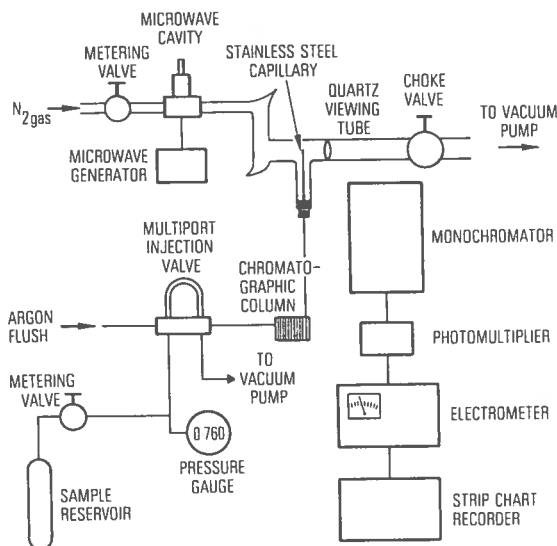 MICROWAVE
CAVITY
METERING
VALVE
STAINLESS STEEL
CAPILLARY
QUARTZ
VIEWING
TUBE
CHOKE
VALVE
N2gas
TO VACUUM
PUMP
MICROWAVE
GENERATOR
MULTIPORT
INJECTION
VALVE
CHROMATO-
GRAPHIC
COLUMN
MONOCHROMATOR
ARGON
FLUSH
PHOTOMULTIPLIER
TO
VACUUM
PUMP
METERING
VALVE
ELECTROMETER
0 760
PRESSURE
GAUGE
SAMPLE
RESERVOIR
STRIP CHART
RECORDER